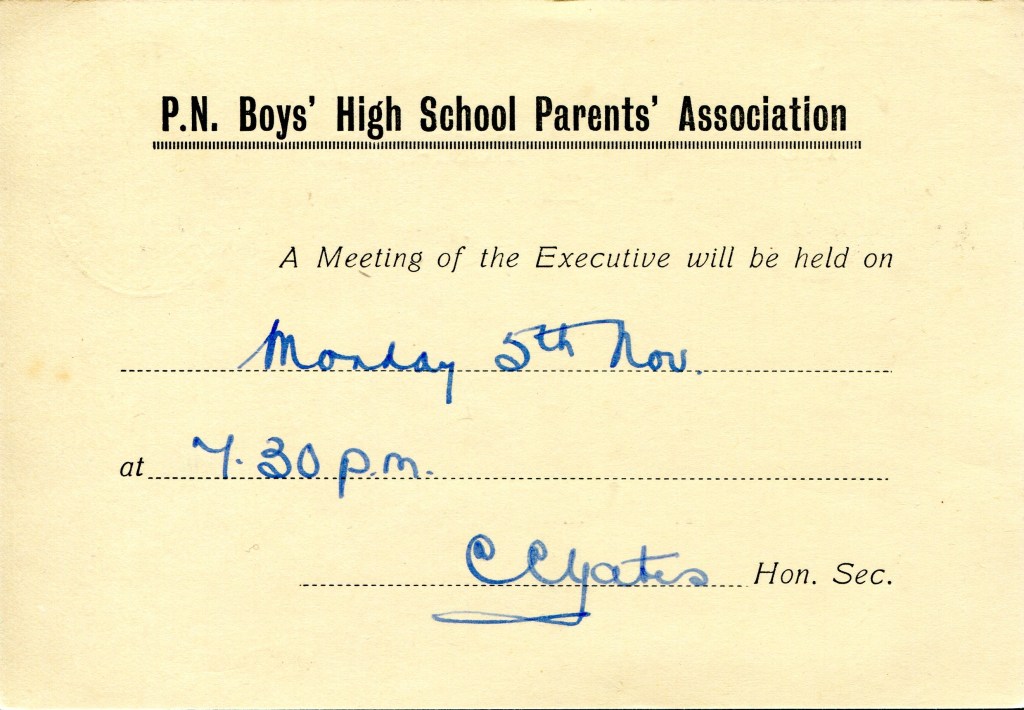 P.N. Boys' High School Parents' Association
A Meeting of the Executive will be held on
Monday 5th Nov.
at 7.30 p.m.
C C Yates Hon. Sec.